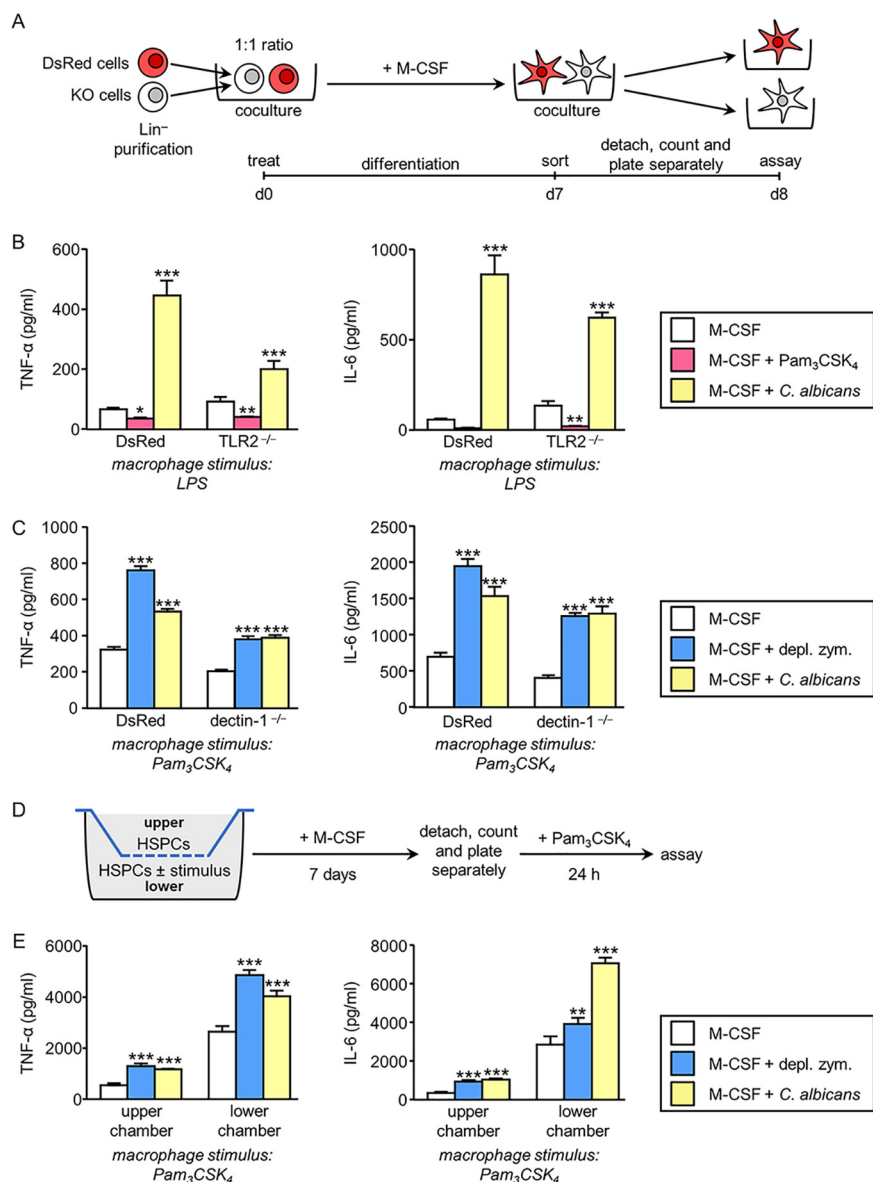 A
DsRed cells
KO cells
Lin⁻
purification
1:1 ratio
coculture
+ M-CSF
coculture
treat
differentiation
sort
detach, count and
plate separately
assay
d0
d7
d8
B
TNF-α (pg/ml)
600
400
200
0
*
***
**
***
DsRed
TLR2⁻/⁻
macrophage stimulus:
LPS
IL-6 (pg/ml)
1000
500
0
***
**
***
DsRed
TLR2⁻/⁻
macrophage stimulus:
LPS
M-CSF
M-CSF + Pam₃CSK₄
M-CSF + C. albicans
C
TNF-α (pg/ml)
1000
800
600
400
200
0
***
***
***
***
DsRed
dectin-1⁻/⁻
macrophage stimulus:
Pam₃CSK₄
IL-6 (pg/ml)
2500
2000
1500
1000
500
0
***
***
***
***
DsRed
dectin-1⁻/⁻
macrophage stimulus:
Pam₃CSK₄
M-CSF
M-CSF + depl. zym.
M-CSF + C. albicans
D
upper
HSPCs
HSPCs ± stimulus
lower
+ M-CSF
7 days
detach, count
and plate
separately
+ Pam₃CSK₄
24 h
assay
E
TNF-α (pg/ml)
6000
4000
2000
0
***
***
***
***
upper
chamber
lower
chamber
macrophage stimulus:
Pam₃CSK₄
IL-6 (pg/ml)
8000
6000
4000
2000
0
***
***
**
***
upper
chamber
lower
chamber
macrophage stimulus:
Pam₃CSK₄
M-CSF
M-CSF + depl. zym.
M-CSF + C. albicans